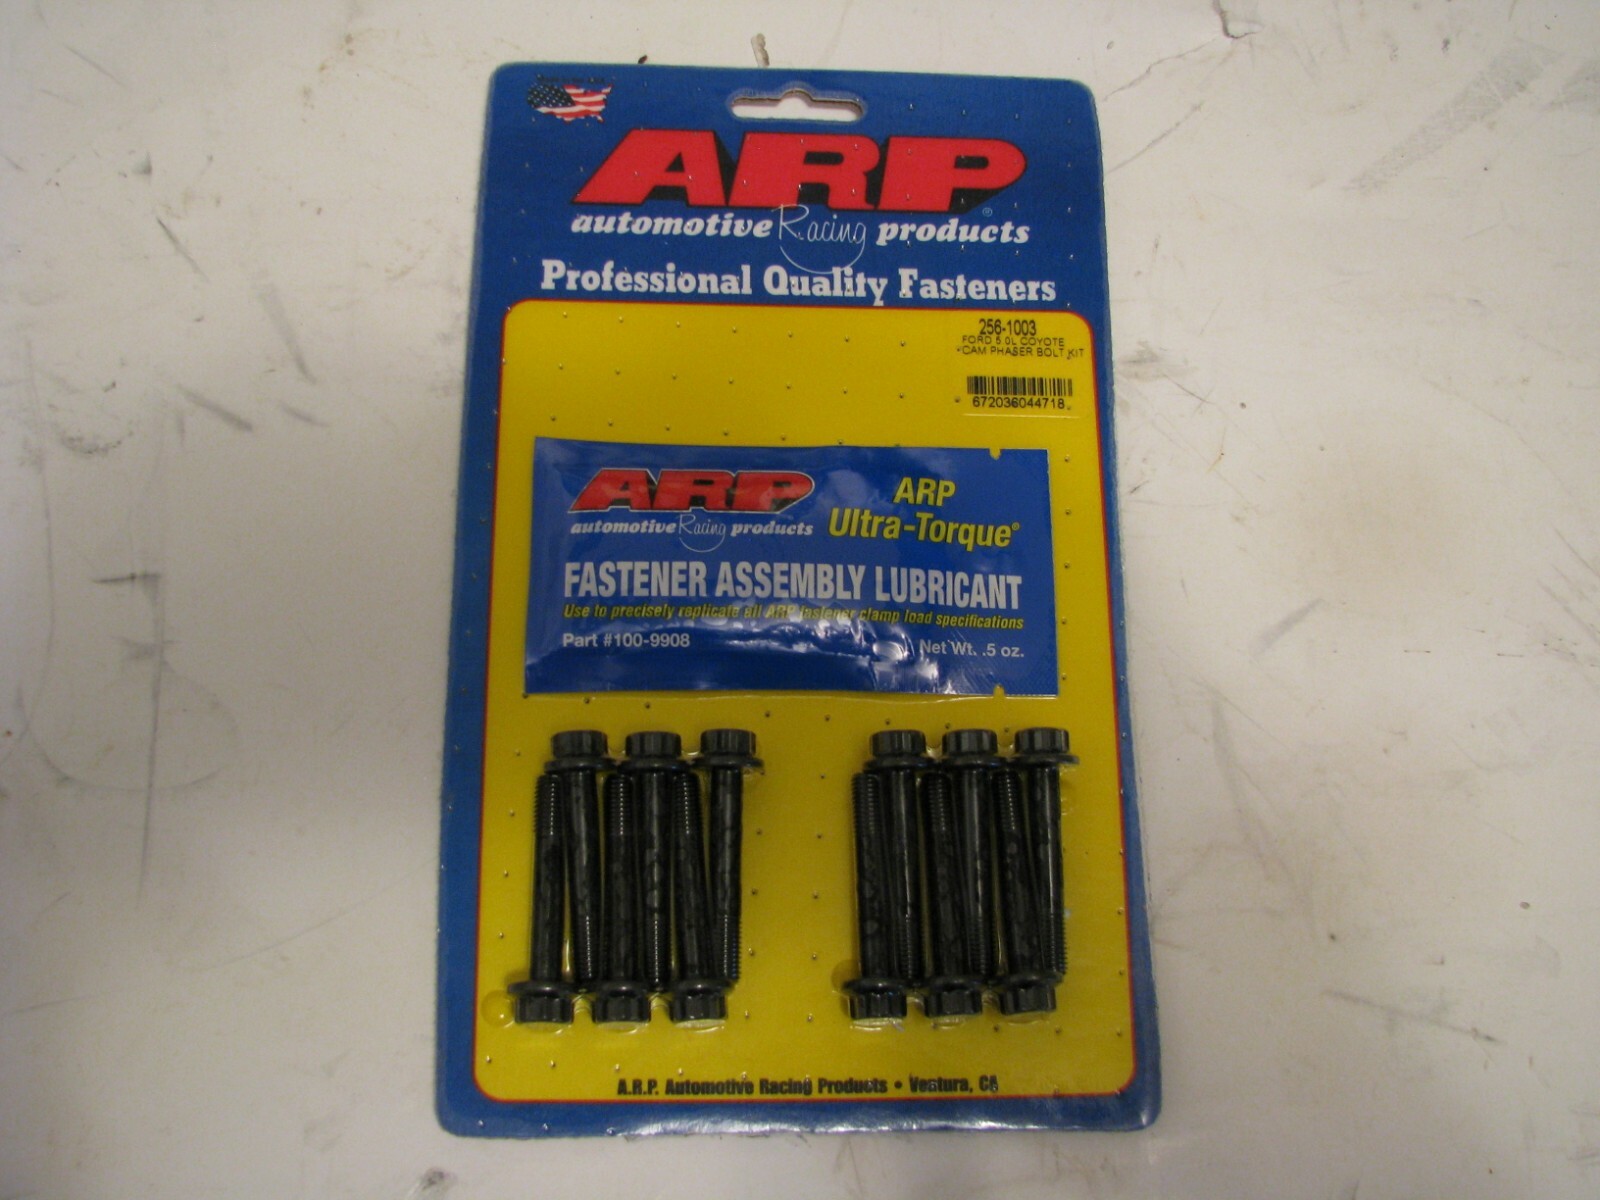 ARP
automotive Racing products
Professional Quality Fasteners
256-1003
FORD 5.0L COYOTE
CAM PHASER BOLT KIT
672036044718
ARP
automotive Racing products
ARP
Ultra-Torque®
FASTENER ASSEMBLY LUBRICANT
Use to precisely replicate all ARP fastener clamp load specifications
Part #100-9908
Net Wt. .5 oz.
A.R.P. Automotive Racing Products • Ventura, CA